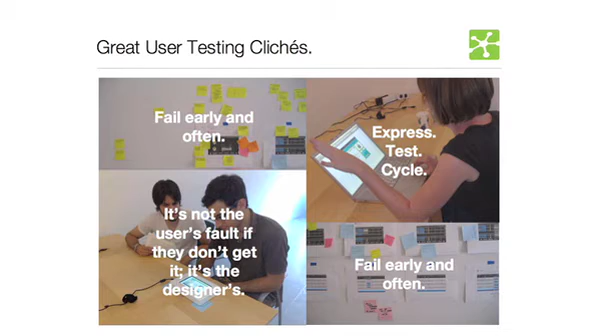 Great User Testing Clichés.
Fail early and
often.
Express.
Test.
Cycle.
It's not the
user's fault if
they don't get
it; it's the
designer's.
Fail early and
often.